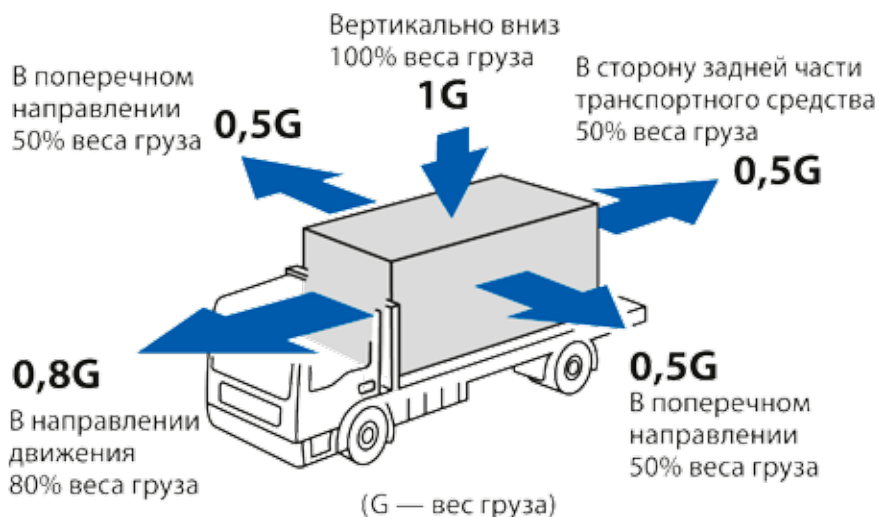 Вертикально вниз
100% веса груза
1G
В поперечном
направлении
50% веса груза
0,5G
В сторону задней части
транспортного средства
50% веса груза
0,5G
0,8G
В направлении
движения
80% веса груза
0,5G
В поперечном
направлении
50% веса груза
(G — вес груза)